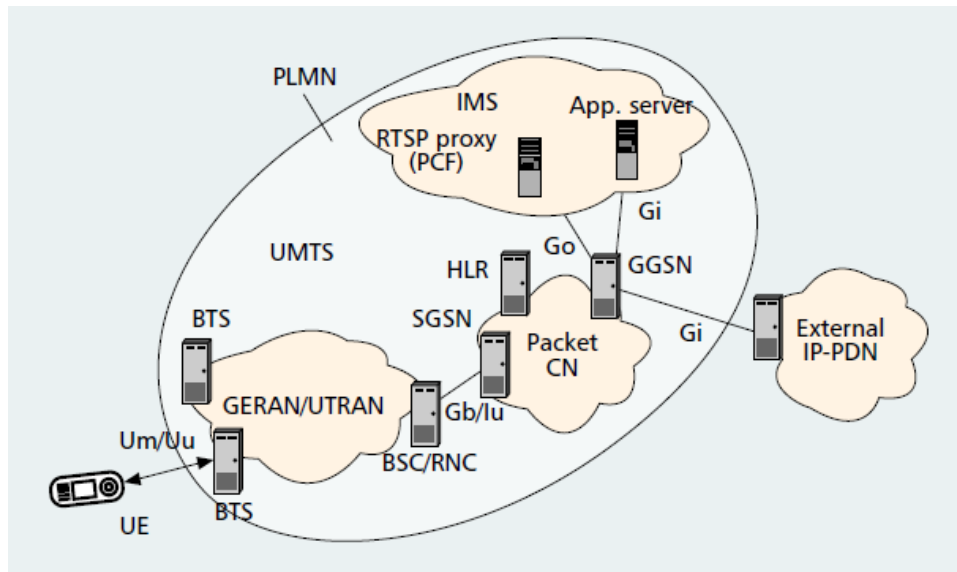 PLMN
IMS
App. server
RTSP proxy
(PCF)
Gi
Go
UMTS
HLR
GGSN
BTS
SGSN
Packet
CN
Gi
External
IP-PDN
GERAN/UTRAN
Gb/Iu
Um/Uu
BSC/RNC
UE
BTS